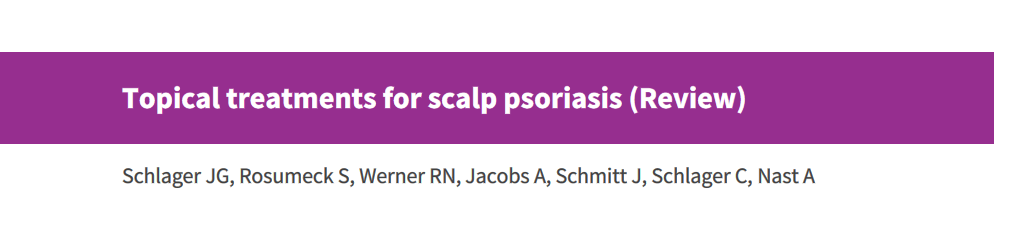 Topical treatments for scalp psoriasis (Review)
Schlager JG, Rosumeck S, Werner RN, Jacobs A, Schmitt J, Schlager C, Nast A